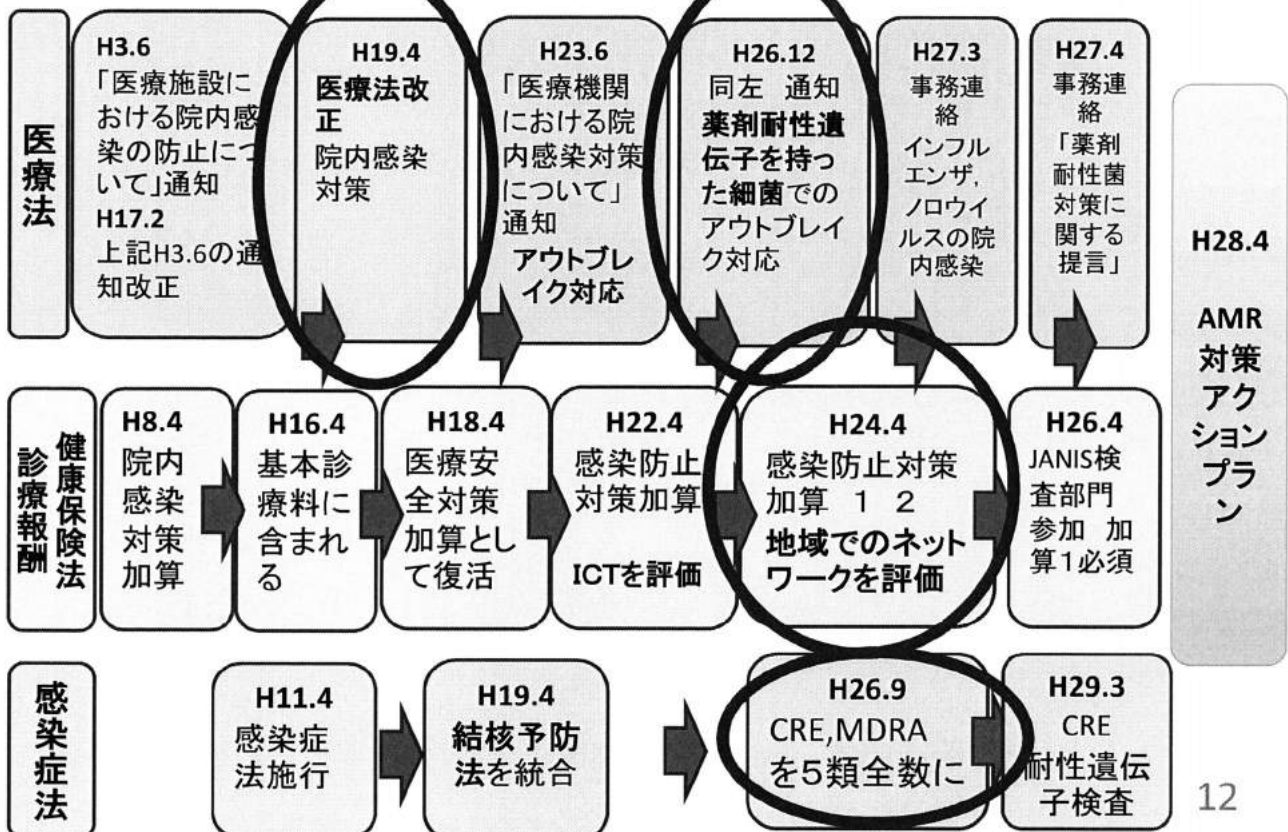 医療法
H3.6
「医療施設に
おける院内感
染の防止につ
いて」通知
H17.2
上記H3.6の通
知改正
H19.4
医療法改
正
院内感染
対策
H23.6
「医療機関
における院
内感染対策
について」
通知
アウトブレ
イク対応
H26.12
同左 通知
薬剤耐性遺
伝子を持っ
た細菌での
アウトブレイ
ク対応
H27.3
事務連
絡
インフル
エンザ,
ノロウイ
ルスの院
内感染
H27.4
事務連
絡
「薬剤
耐性菌
対策に
関する
提言」
H28.4
AMR
対策
アク
ション
プラ
ン
健康保険法
診療報酬
H8.4
院内
感染
対策
加算
H16.4
基本診
療料に
含まれ
る
H18.4
医療安
全対策
加算とし
て復活
H22.4
感染防止
対策加算
ICTを評価
H24.4
感染防止対策
加算 1 2
地域でのネット
ワークを評価
H26.4
JANIS検
査部門
参加 加
算1必須
感染症法
H11.4
感染症
法施行
H19.4
結核予防
法を統合
H26.9
CRE,MDRA
を5類全数に
H29.3
CRE
耐性遺伝
子検査
12